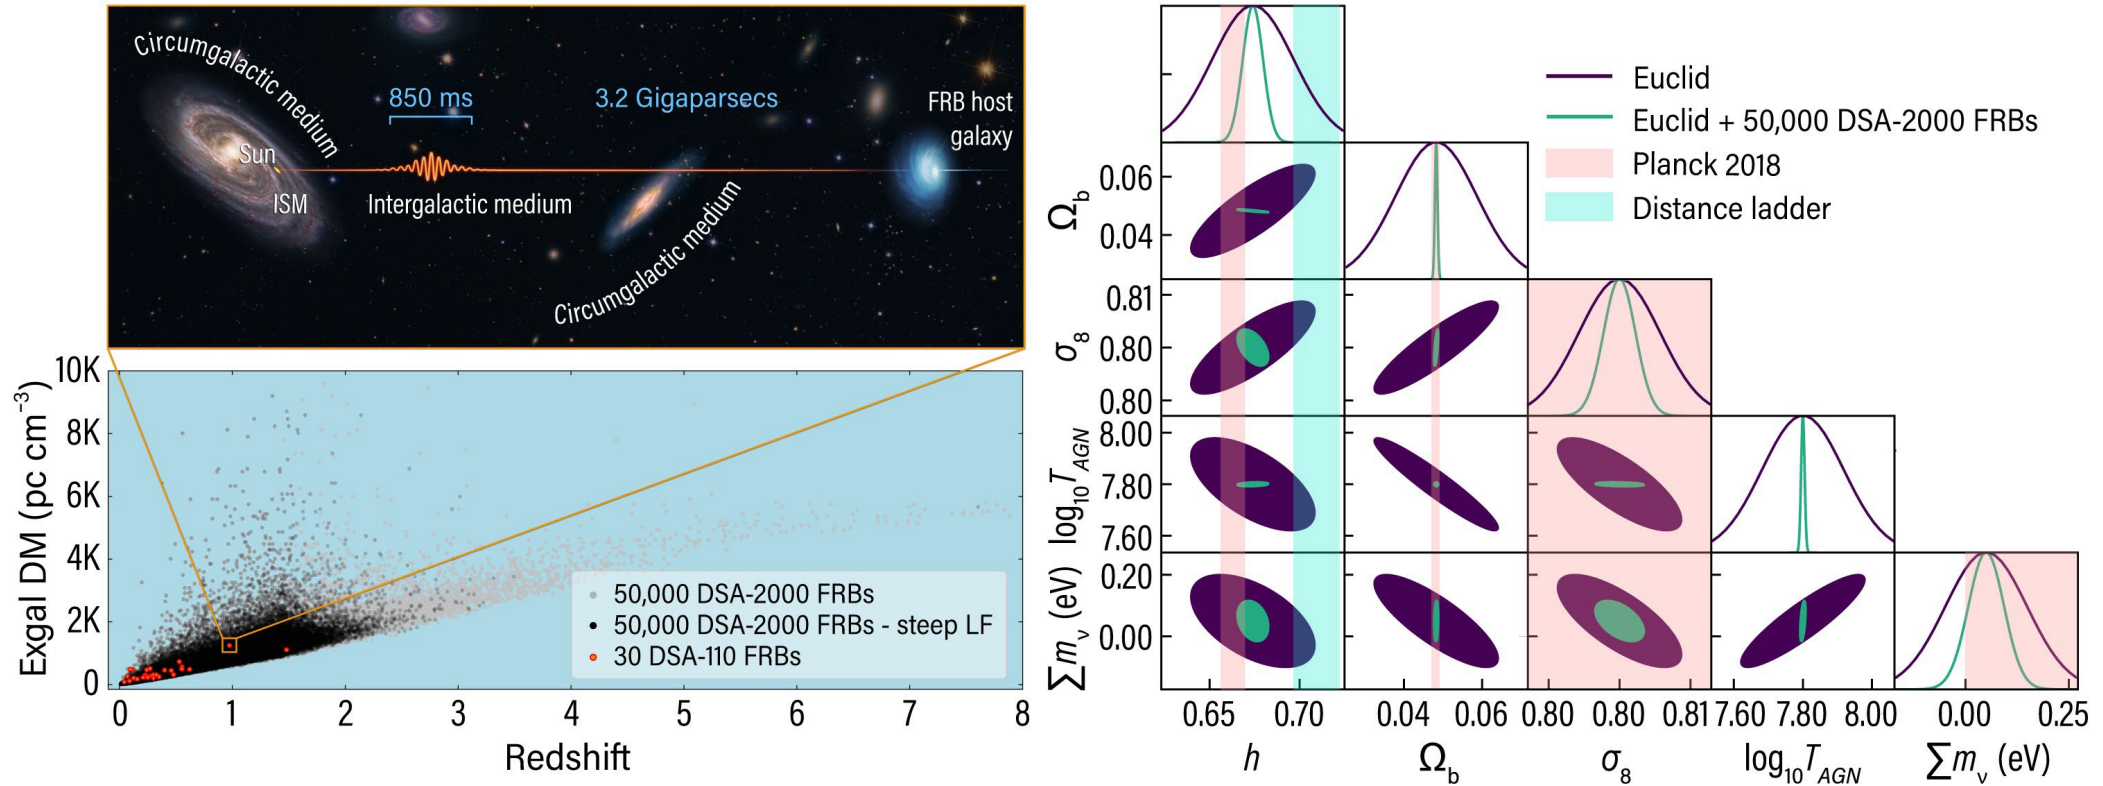 Circumgalactic medium
850 ms
3.2 Gigaparsecs
FRB host
galaxy
Sun
ISM
Intergalactic medium
Circumgalactic medium
10K
8K
6K
4K
2K
0
Exgal DM (pc cm⁻³)
50,000 DSA-2000 FRBs
50,000 DSA-2000 FRBs - steep LF
30 DSA-110 FRBs
0 1 2 3 4 5 6 7 8
Redshift
Euclid
Euclid + 50,000 DSA-2000 FRBs
Planck 2018
Distance ladder
Ω_b
0.06
0.04
σ_8
0.81
0.80
0.80
log₁₀T_AGN
8.00
7.80
7.60
∑m_ν (eV)
0.20
0.00
0.65 0.70 0.04 0.06 0.80 0.80 0.81 7.60 7.80 8.00 0.00 0.25
h Ω_b σ_8 log₁₀T_AGN ∑m_ν (eV)